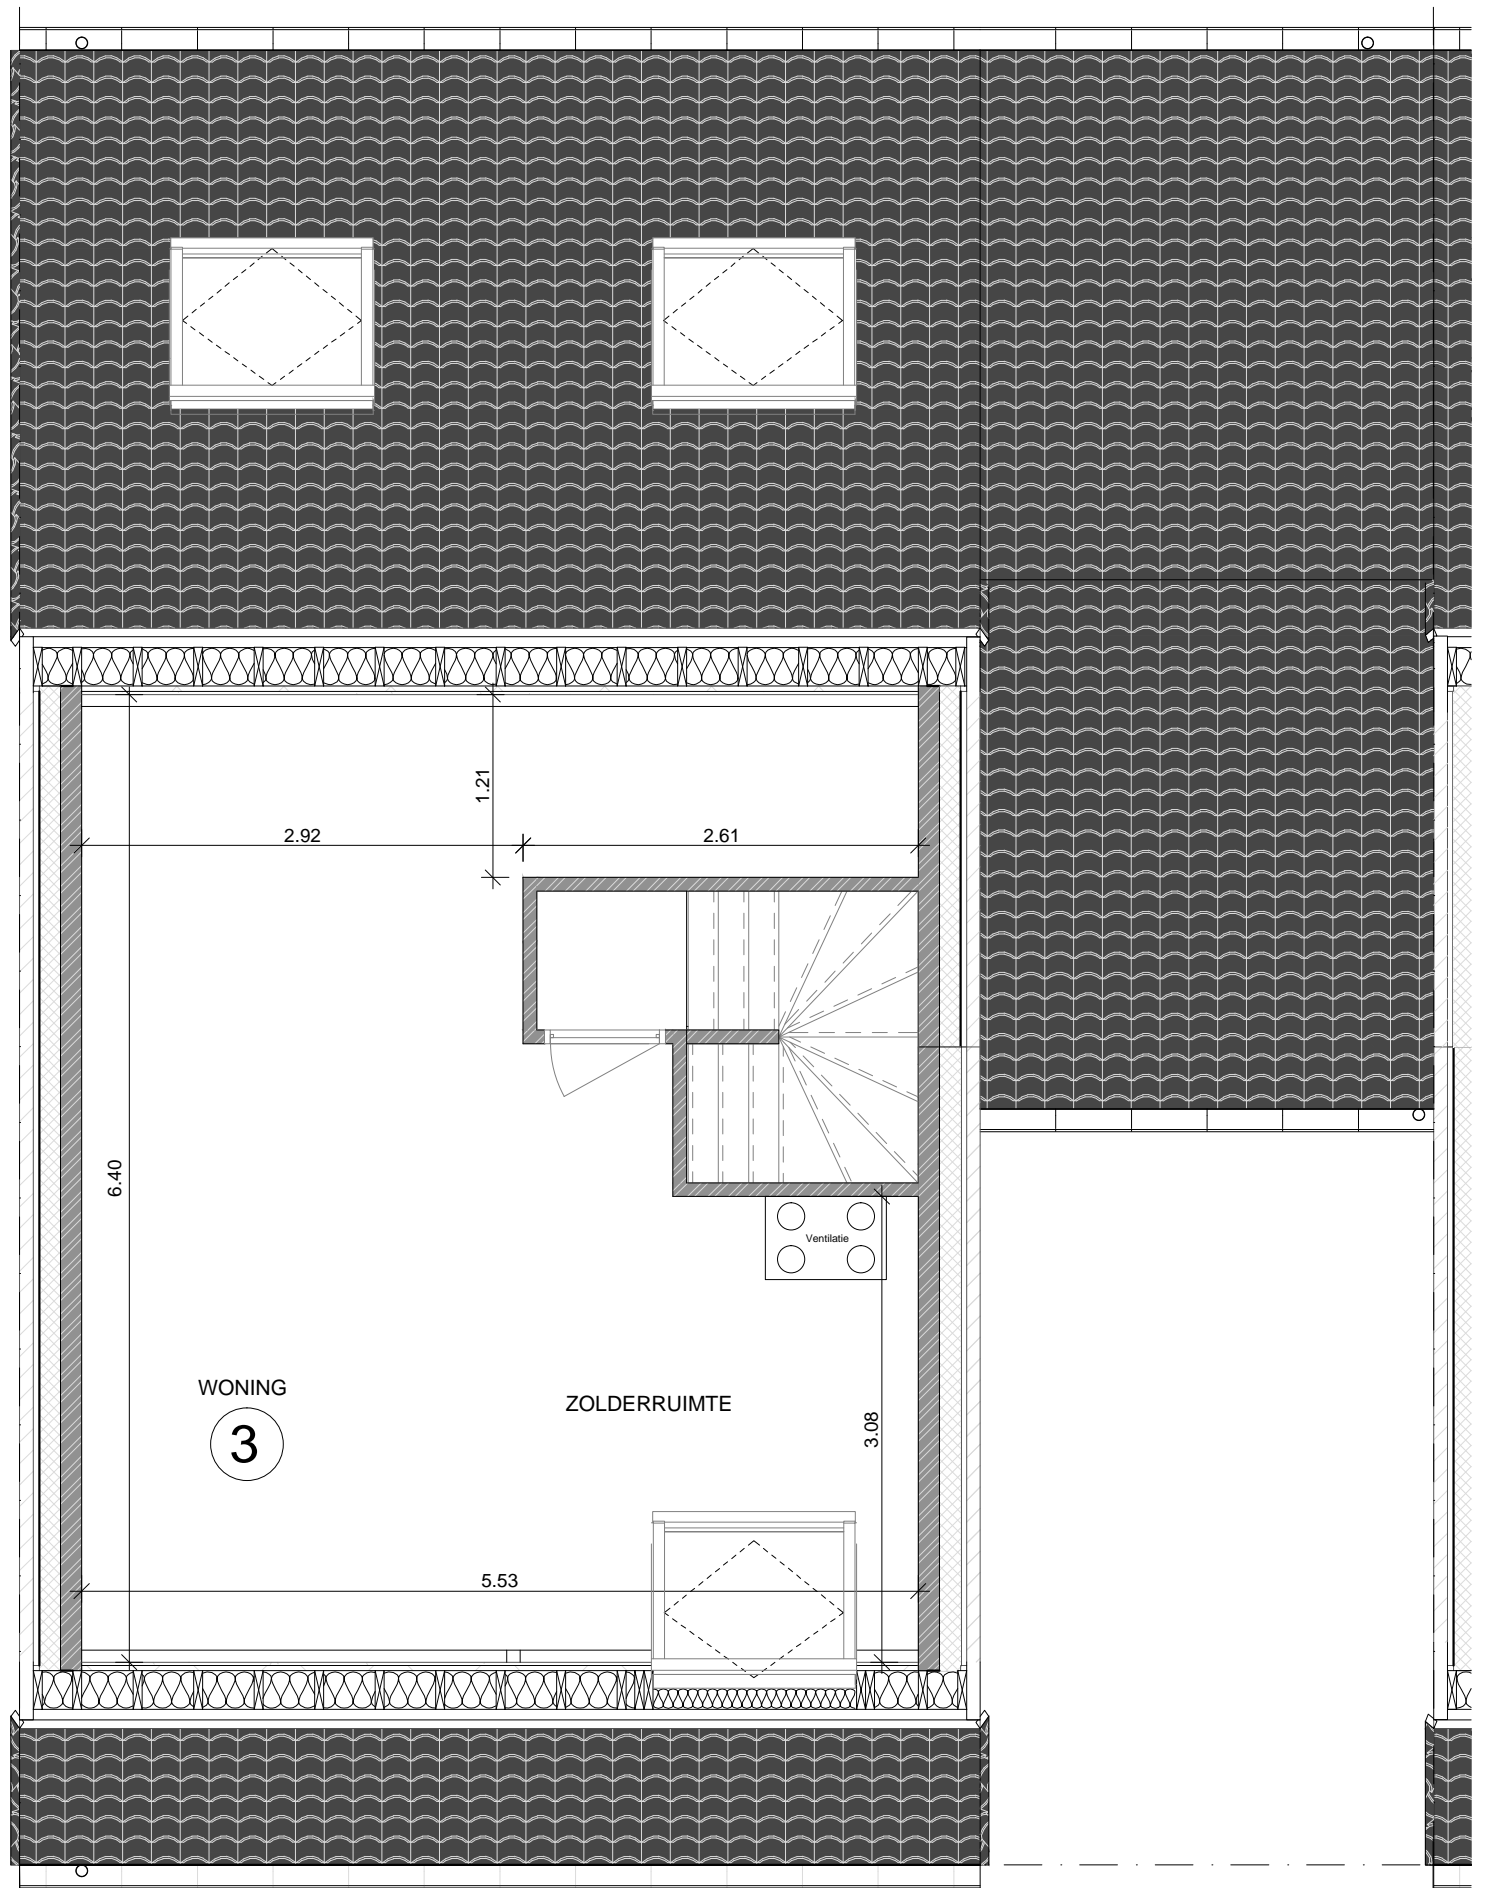 1.21
2.92
2.61
6.40
Ventilatie
WONING
3
ZOLDERRUIMTE
3.08
5.53